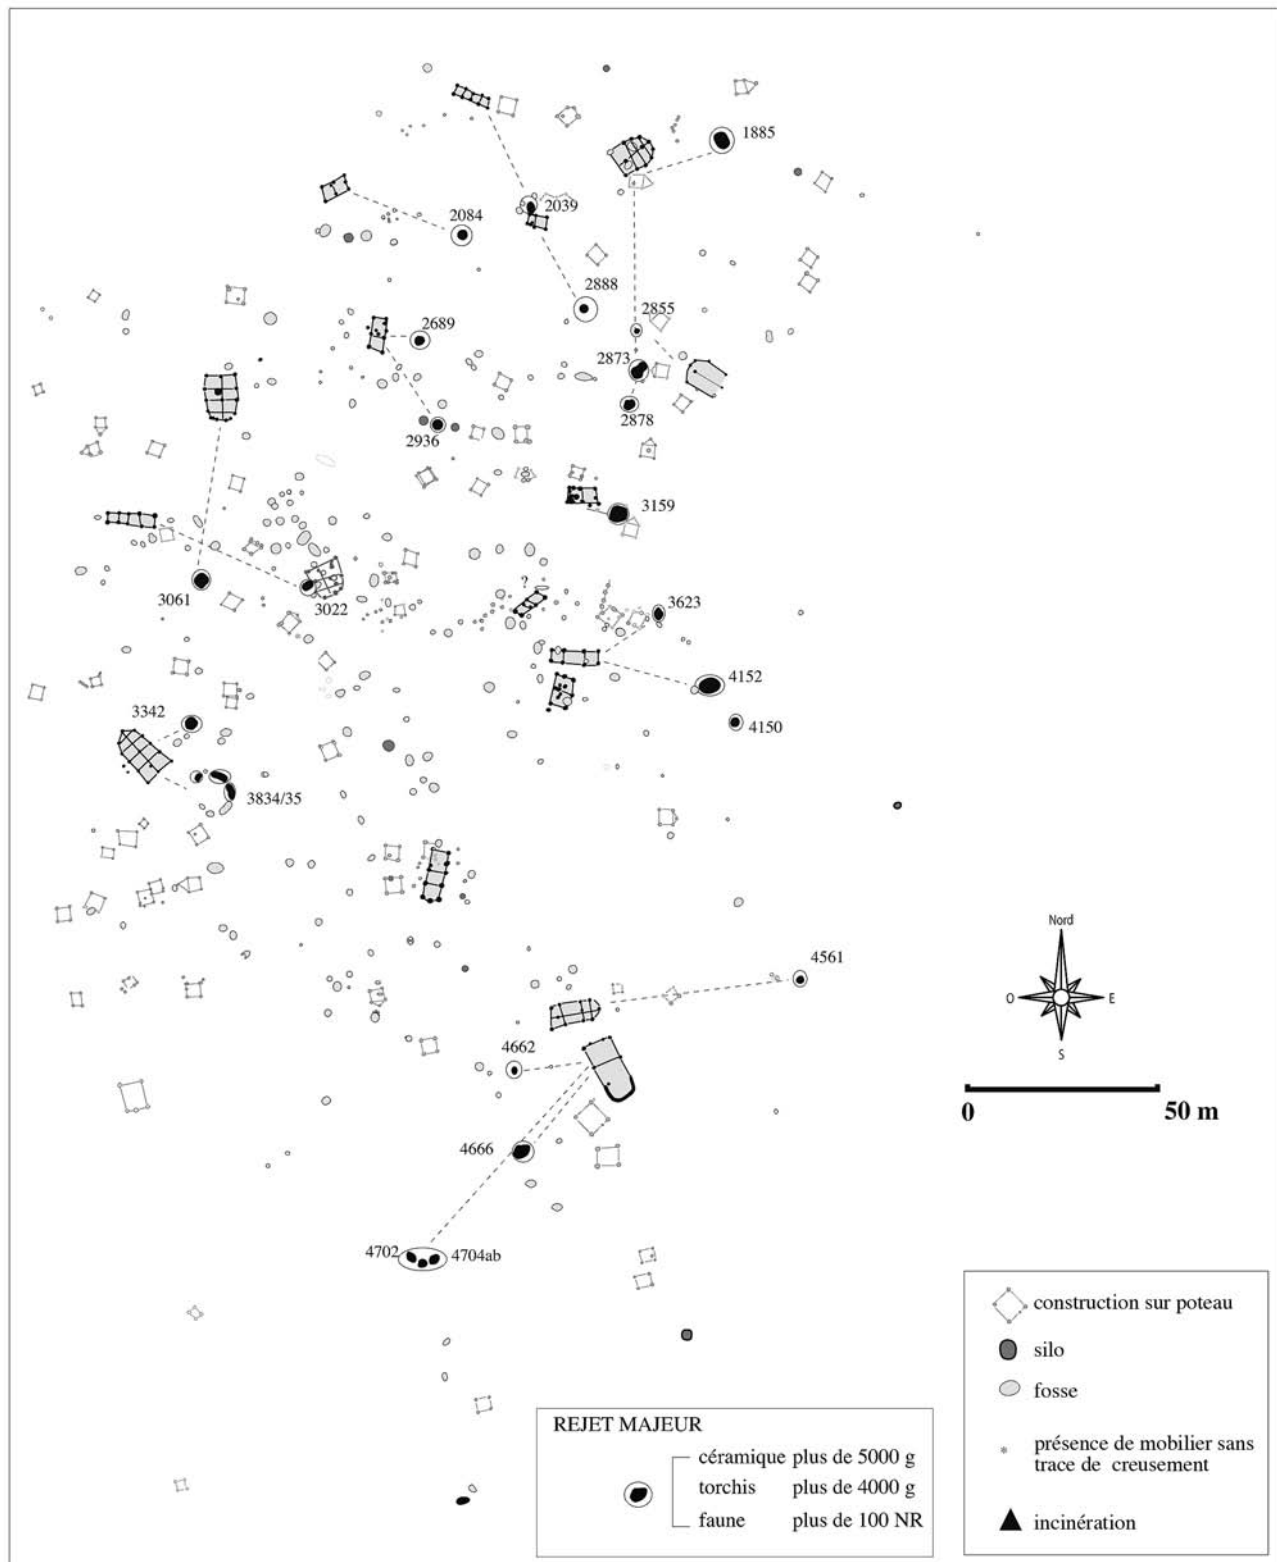 1885
2039
2084
2888
2855
2689
2873
2878
2936
3159
?
3061
3022
3623
4152
4150
3342
3834/35
4561
4662
4666
4702
4704ab
Nord
O
E
S
0
50 m
REJET MAJEUR
céramique plus de 5000 g
torchis plus de 4000 g
faune plus de 100 NR
construction sur poteau
silo
fosse
présence de mobilier sans
trace de creusement
incinération